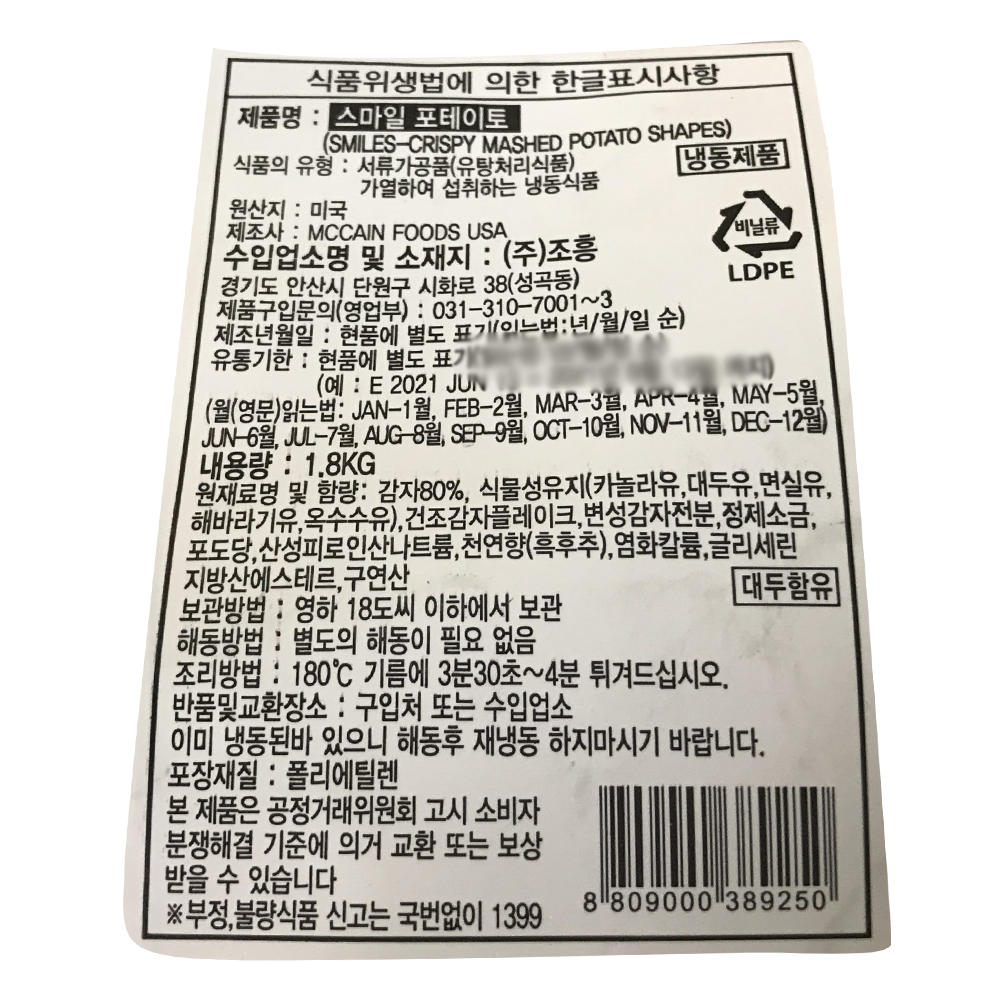 식품위생법에 의한 한글표시사항
제품명 : 스마일 포테이토
(SMILES-CRISPY MASHED POTATO SHAPES)
식품의 유형 : 서류가공품(유탕처리식품)
가열하여 섭취하는 냉동식품
냉동제품
원산지 : 미국
제조사 : MCCAIN FOODS USA
비닐류
LDPE
수입업소명 및 소재지 : (주)조흥
경기도 안산시 단원구 시화로 38(성곡동)
제품구입문의(영업부) : 031-310-7001~3
제조년월일 : 현품에 별도 표기(읽는법:년/월/일 순)
유통기한 : 현품에 별도 표기
(예 : E 2021 JUN
(월(영문)읽는법: JAN-1월, FEB-2월, MAR-3월, APR-4월, MAY-5월,
JUN-6월, JUL-7월, AUG-8월, SEP-9월, OCT-10월, NOV-11월, DEC-12월)
내용량 : 1.8KG
원재료명 및 함량: 감자80%, 식물성유지(카놀라유,대두유,면실유,
해바라기유,옥수수유),건조감자플레이크,변성감자전분,정제소금,
포도당,산성피로인산나트륨,천연향(흑후추),염화칼륨,글리세린
지방산에스테르,구연산
대두함유
보관방법 : 영하 18도씨 이하에서 보관
해동방법 : 별도의 해동이 필요 없음
조리방법 : 180℃ 기름에 3분30초~4분 튀겨드십시오.
반품및교환장소 : 구입처 또는 수입업소
이미 냉동된바 있으니 해동후 재냉동 하지마시기 바랍니다.
포장재질 : 폴리에틸렌
본 제품은 공정거래위원회 고시 소비자
분쟁해결 기준에 의거 교환 또는 보상
받을 수 있습니다
※부정,불량식품 신고는 국번없이 1399
8 809000 389250